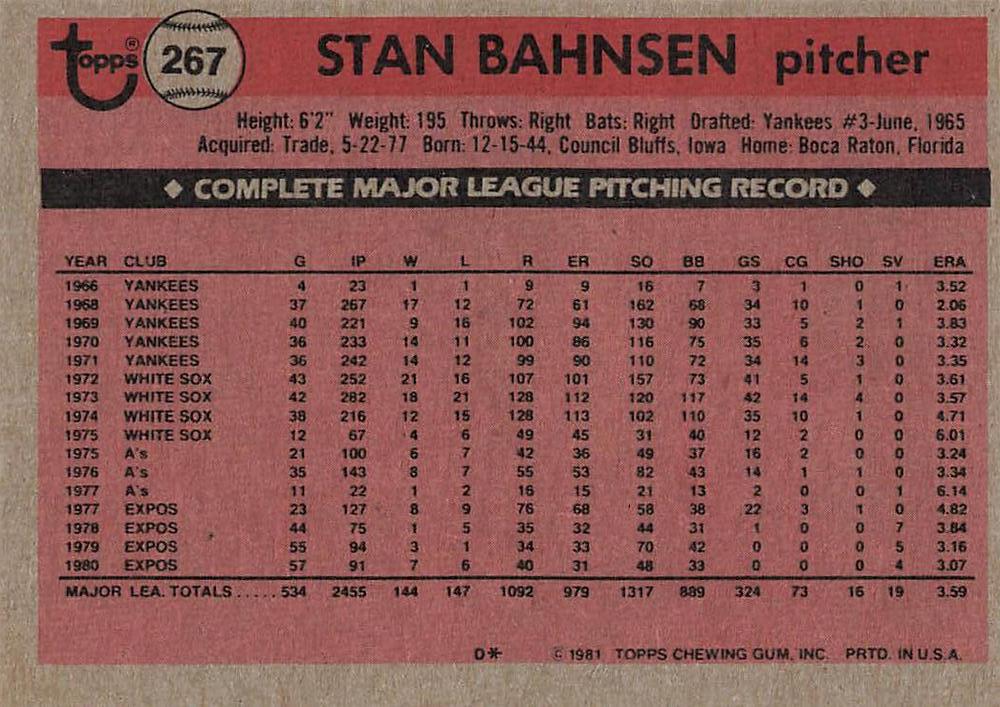 Topps® 267 STAN BAHNSEN pitcher
Height: 6'2" Weight: 195 Throws: Right Bats: Right Drafted: Yankees #3-June, 1965
Acquired: Trade, 5-22-77 Born: 12-15-44, Council Bluffs, Iowa Home: Boca Raton, Florida
◆ COMPLETE MAJOR LEAGUE PITCHING RECORD ◆
YEAR CLUB G IP W L R ER SO BB GS CG SHO SV ERA
1966 YANKEES 4 23 1 1 9 9 16 7 3 1 0 1 3.52
1968 YANKEES 37 267 17 12 72 61 162 68 34 10 1 0 2.06
1969 YANKEES 40 221 9 16 102 94 130 90 33 5 2 1 3.83
1970 YANKEES 36 233 14 11 100 86 116 75 35 6 2 0 3.32
1971 YANKEES 36 242 14 12 99 90 110 72 34 14 3 0 3.35
1972 WHITE SOX 43 252 21 16 107 101 157 73 41 5 1 0 3.61
1973 WHITE SOX 42 282 18 21 128 112 120 117 42 14 4 0 3.57
1974 WHITE SOX 38 216 12 15 128 113 102 110 35 10 1 0 4.71
1975 WHITE SOX 12 67 4 6 49 45 31 40 12 2 0 0 6.01
1975 A's 21 100 6 7 42 36 49 37 16 2 0 0 3.24
1976 A's 35 143 8 7 55 53 82 43 14 1 1 0 3.34
1977 A's 11 22 1 2 16 15 21 13 2 0 0 1 6.14
1977 EXPOS 23 127 8 9 76 68 58 38 22 3 1 0 4.82
1978 EXPOS 44 75 1 5 35 32 44 31 1 0 0 7 3.84
1979 EXPOS 55 94 3 1 34 33 70 42 0 0 0 5 3.16
1980 EXPOS 57 91 7 6 40 31 48 33 0 0 0 4 3.07
MAJOR LEA. TOTALS ..... 534 2455 144 147 1092 979 1317 889 324 73 16 19 3.59
D* © 1981 TOPPS CHEWING GUM, INC. PRTD. IN U.S.A.